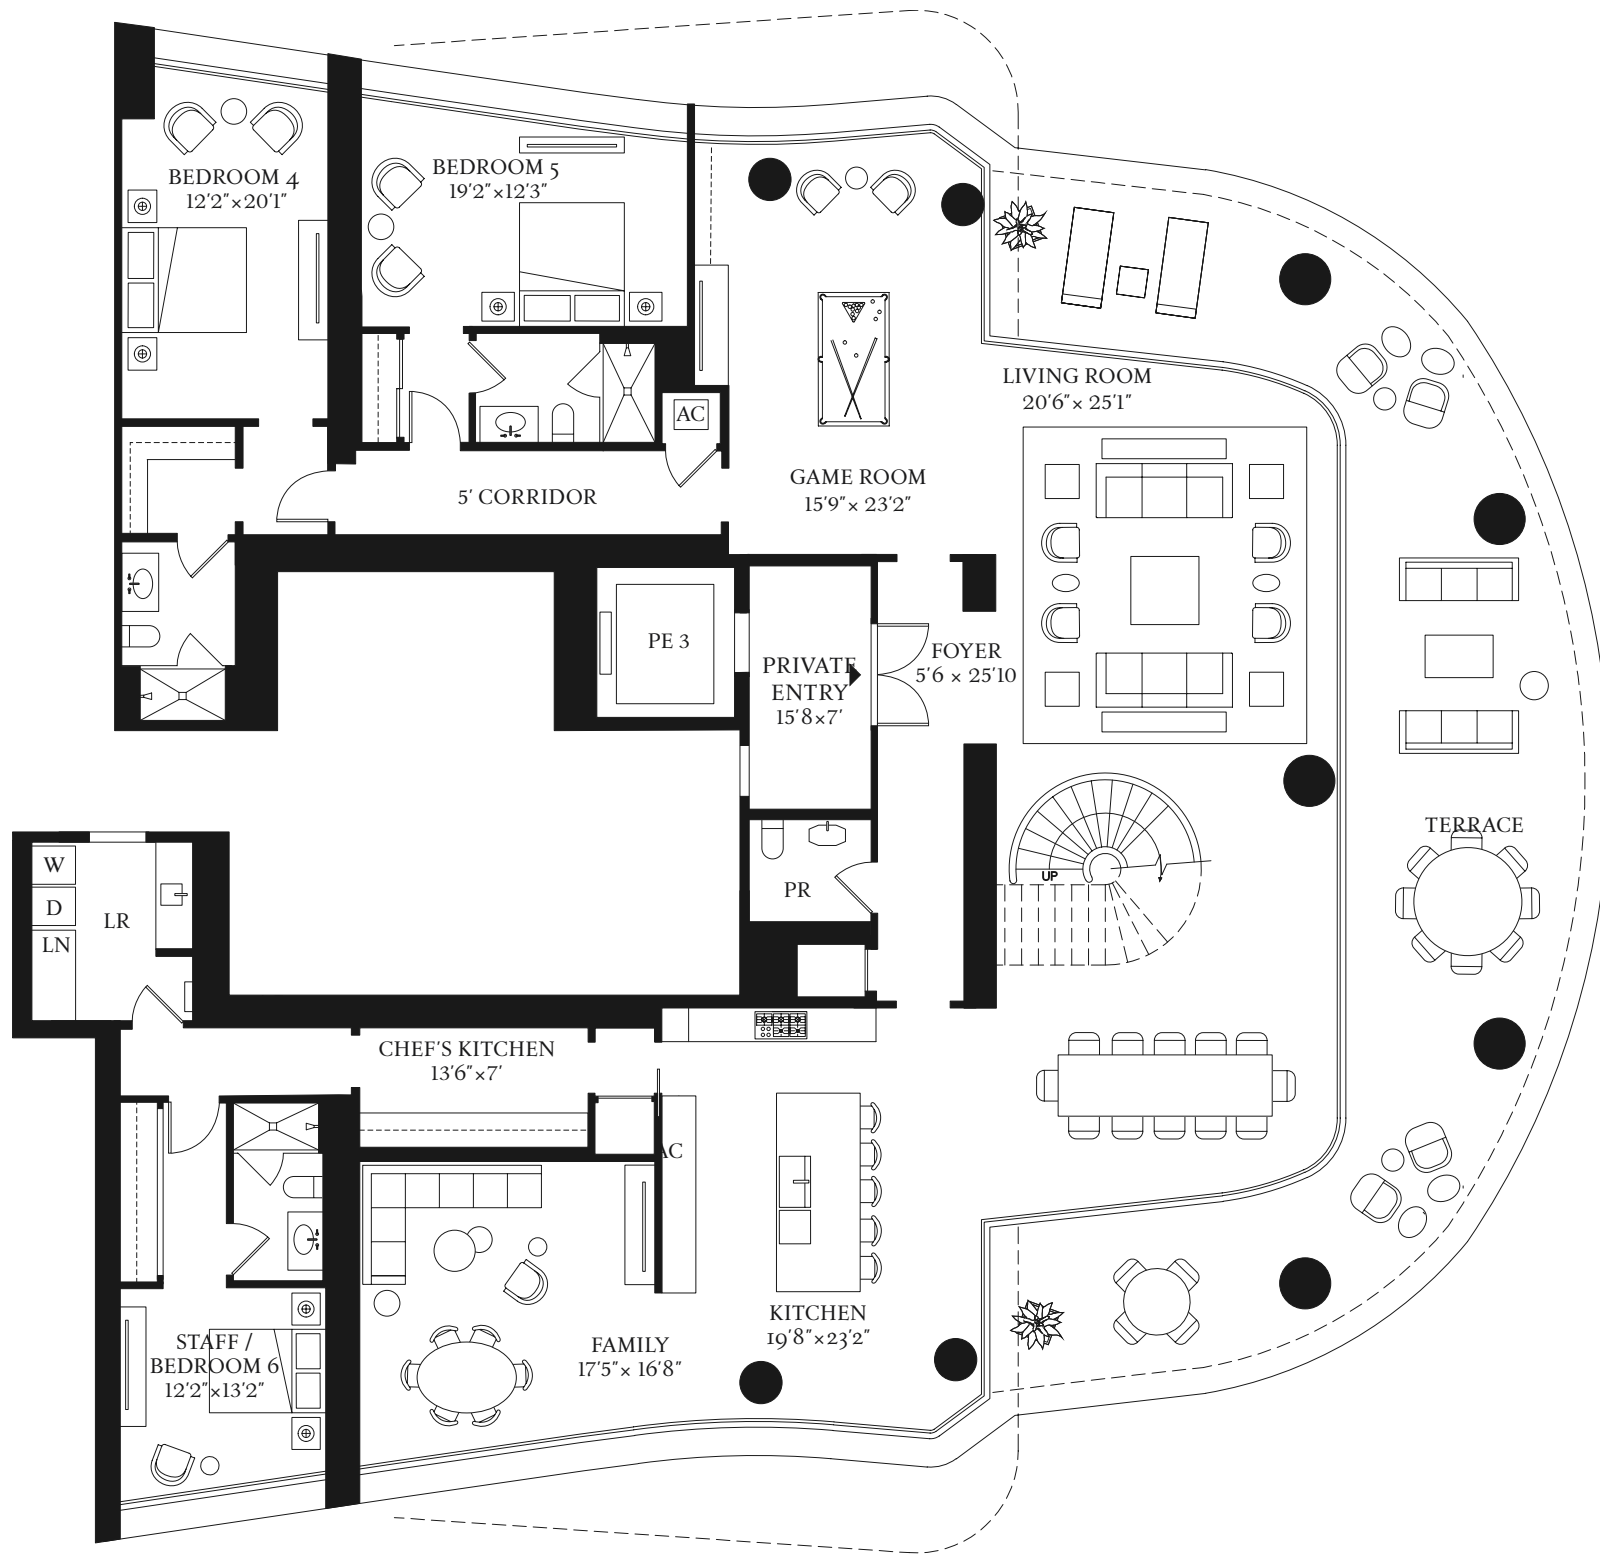 BEDROOM 4
12'2"×20'1"
BEDROOM 5
19'2"×12'3"
LIVING ROOM
20'6"× 25'1"
AC
GAME ROOM
15'9"× 23'2"
5' CORRIDOR
PE 3
PRIVATE
ENTRY
15'8×7'
FOYER
5'6 × 25'10
TERRACE
UP
PR
W
D
LN
LR
CHEF'S KITCHEN
13'6"×7'
AC
KITCHEN
19'8"×23'2"
FAMILY
17'5"× 16'8"
STAFF /
BEDROOM 6
12'2"×13'2"